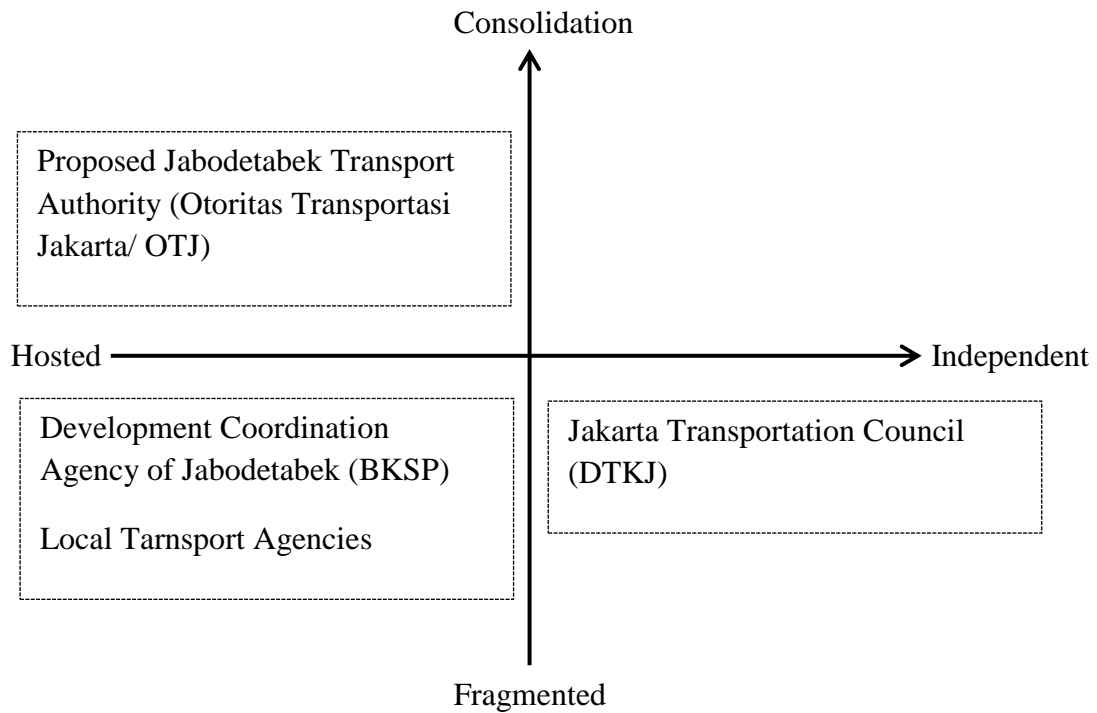 Consolidation
Proposed Jabodetabek Transport
Authority (Otoritas Transportasi
Jakarta/ OTJ)
Hosted
Independent
Development Coordination
Agency of Jabodetabek (BKSP)
Local Tarnsport Agencies
Jakarta Transportation Council
(DTKJ)
Fragmented